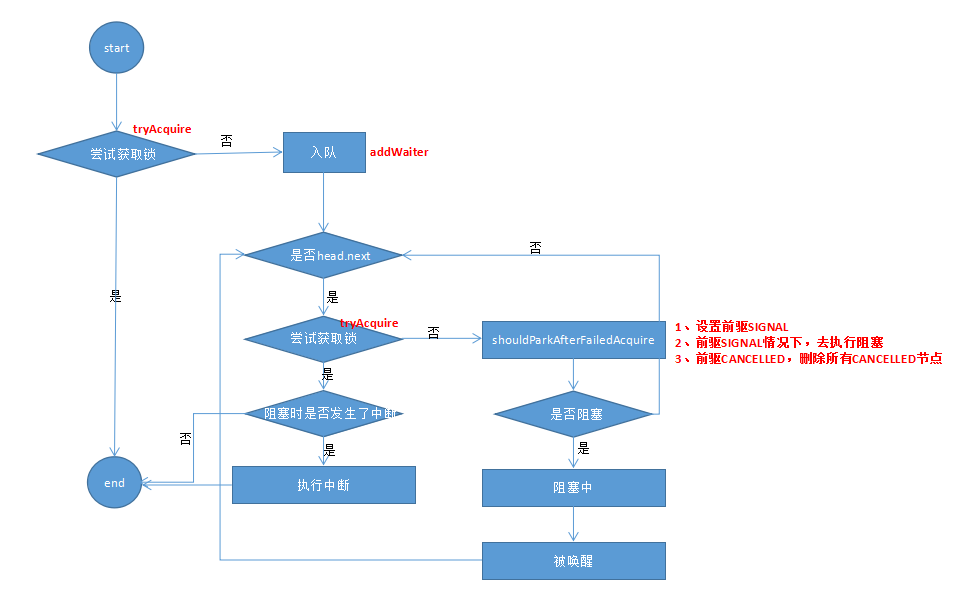 start
tryAcquire
尝试获取锁
否
入队
addWaiter
是否head.next
否
是
是
tryAcquire
尝试获取锁
否
shouldParkAfterFailedAcquire
1、设置前驱SIGNAL
2、前驱SIGNAL情况下，去执行阻塞
3、前驱CANCELLED，删除所有CANCELLED节点
是
阻塞时是否发生了中断
是否阻塞
否
是
是
end
执行中断
阻塞中
被唤醒